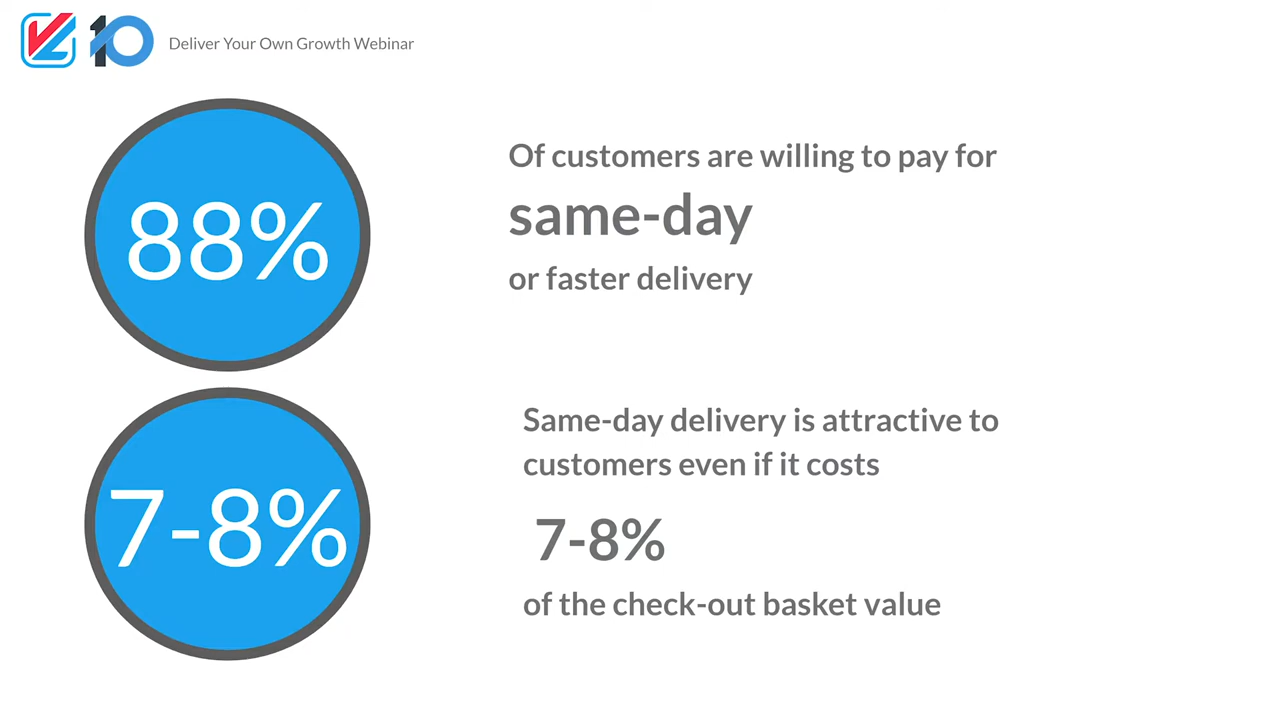 10 Deliver Your Own Growth Webinar
88%
Of customers are willing to pay for
same-day
or faster delivery
7-8%
Same-day delivery is attractive to
customers even if it costs
7-8%
of the check-out basket value